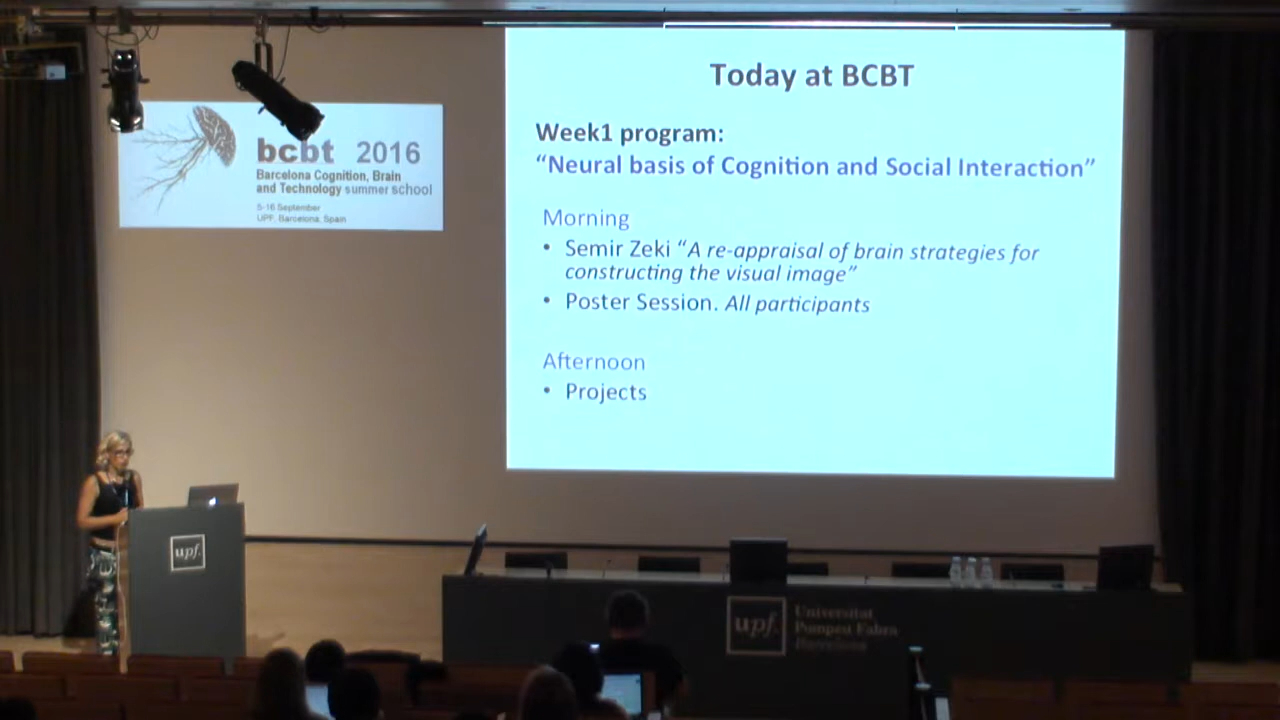 bcbt 2016
Barcelona Cognition, Brain
and Technology summer school
5-16 September
UPF, Barcelona, Spain
Today at BCBT
Week1 program:
“Neural basis of Cognition and Social Interaction”
Morning
• Semir Zeki “A re-appraisal of brain strategies for
constructing the visual image”
• Poster Session. All participants
Afternoon
• Projects
upf.
upf.
Universitat
Pompeu Fabra
Barcelona